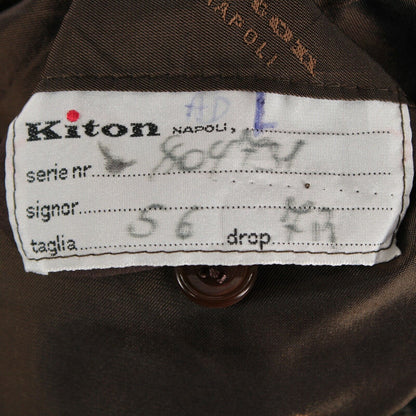 NAPOLI
AD L
Kiton NAPOLI,
serie nr
signor
taglia 56 drop